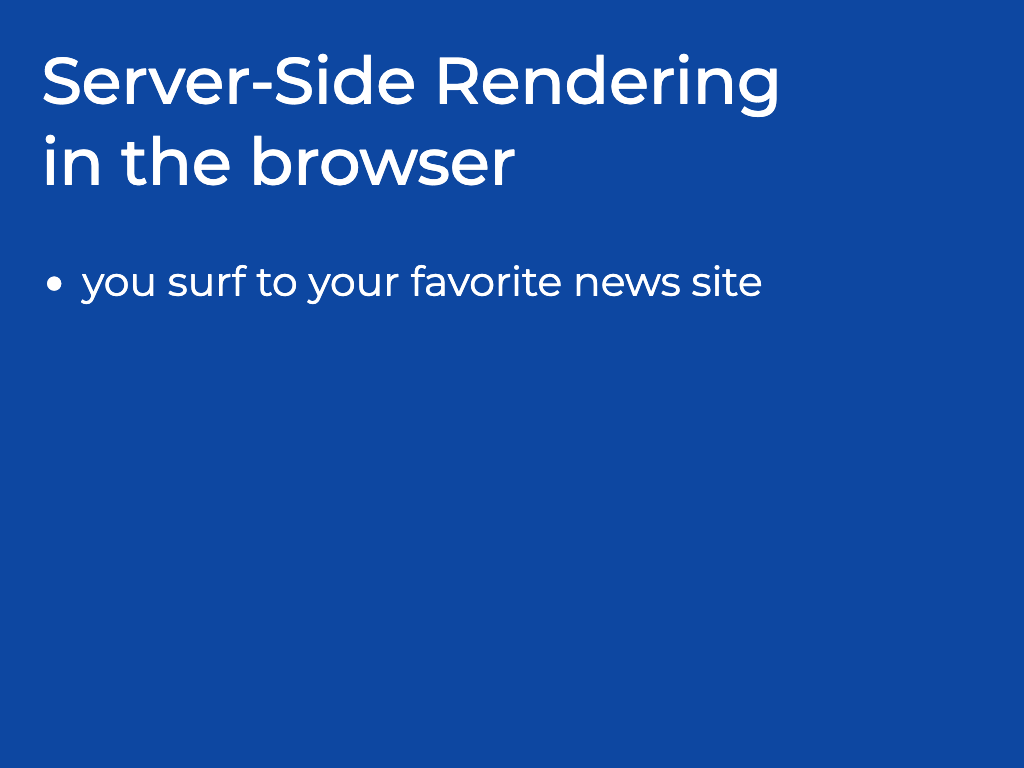 Server-Side Rendering
in the browser
• you surf to your favorite news site